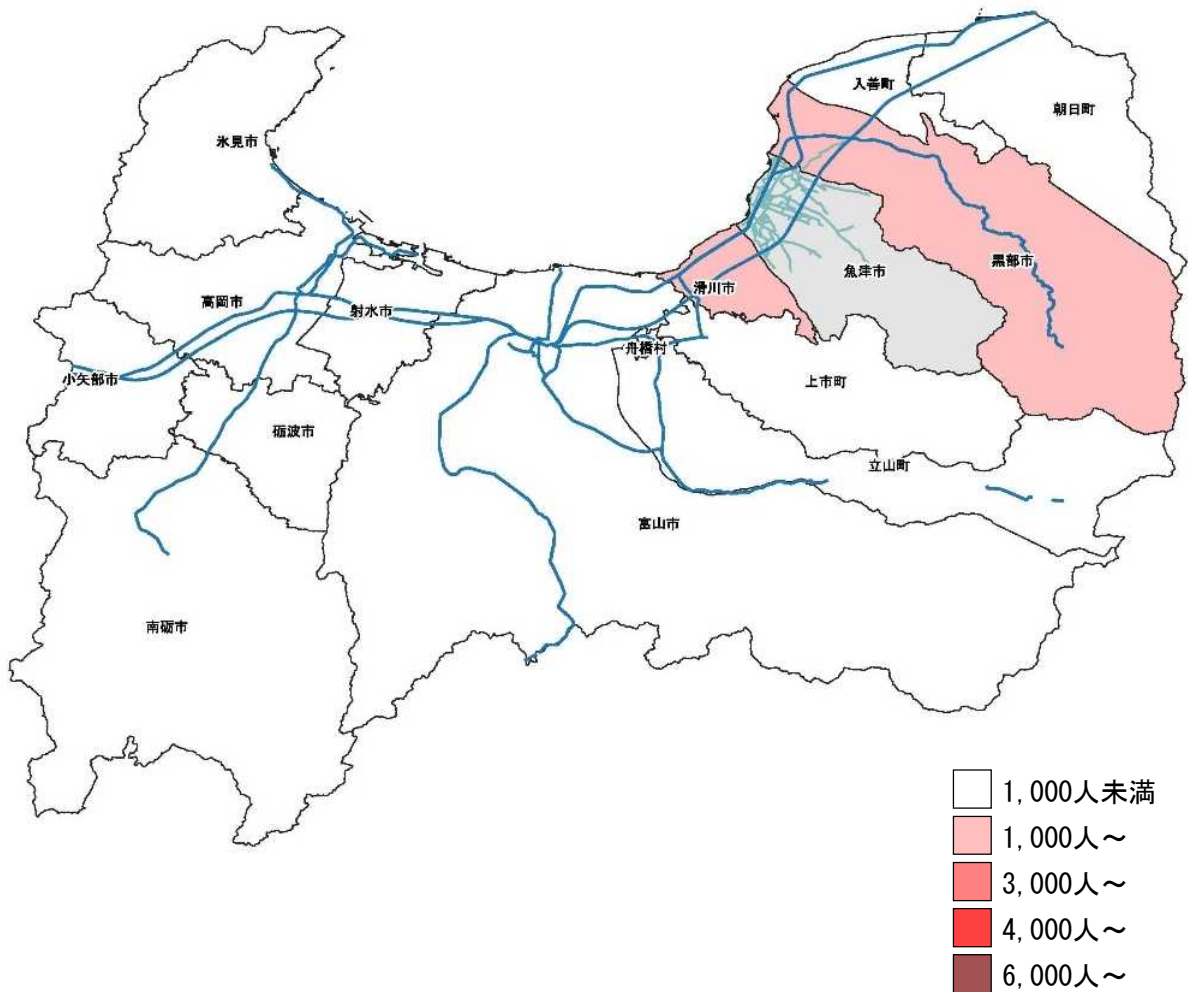 入善町
朝日町
氷見市
黒部市
魚津市
滑川市
高岡市
射水市
舟橋村
小矢部市
上市町
砺波市
立山町
富山市
南砺市
1,000人未満
1,000人～
3,000人～
4,000人～
6,000人～